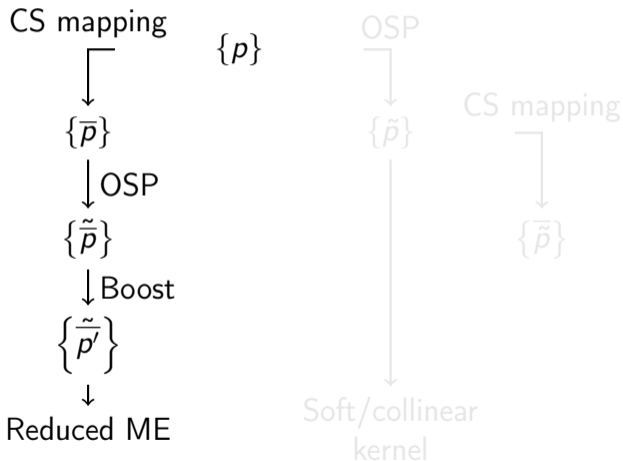 CS mapping
{p}
{p̅}
OSP
{p̅̃}
Boost
{p̅̃′}
Reduced ME
OSP
{p̃}
Soft/collinear
kernel
CS mapping
{p̃̅}